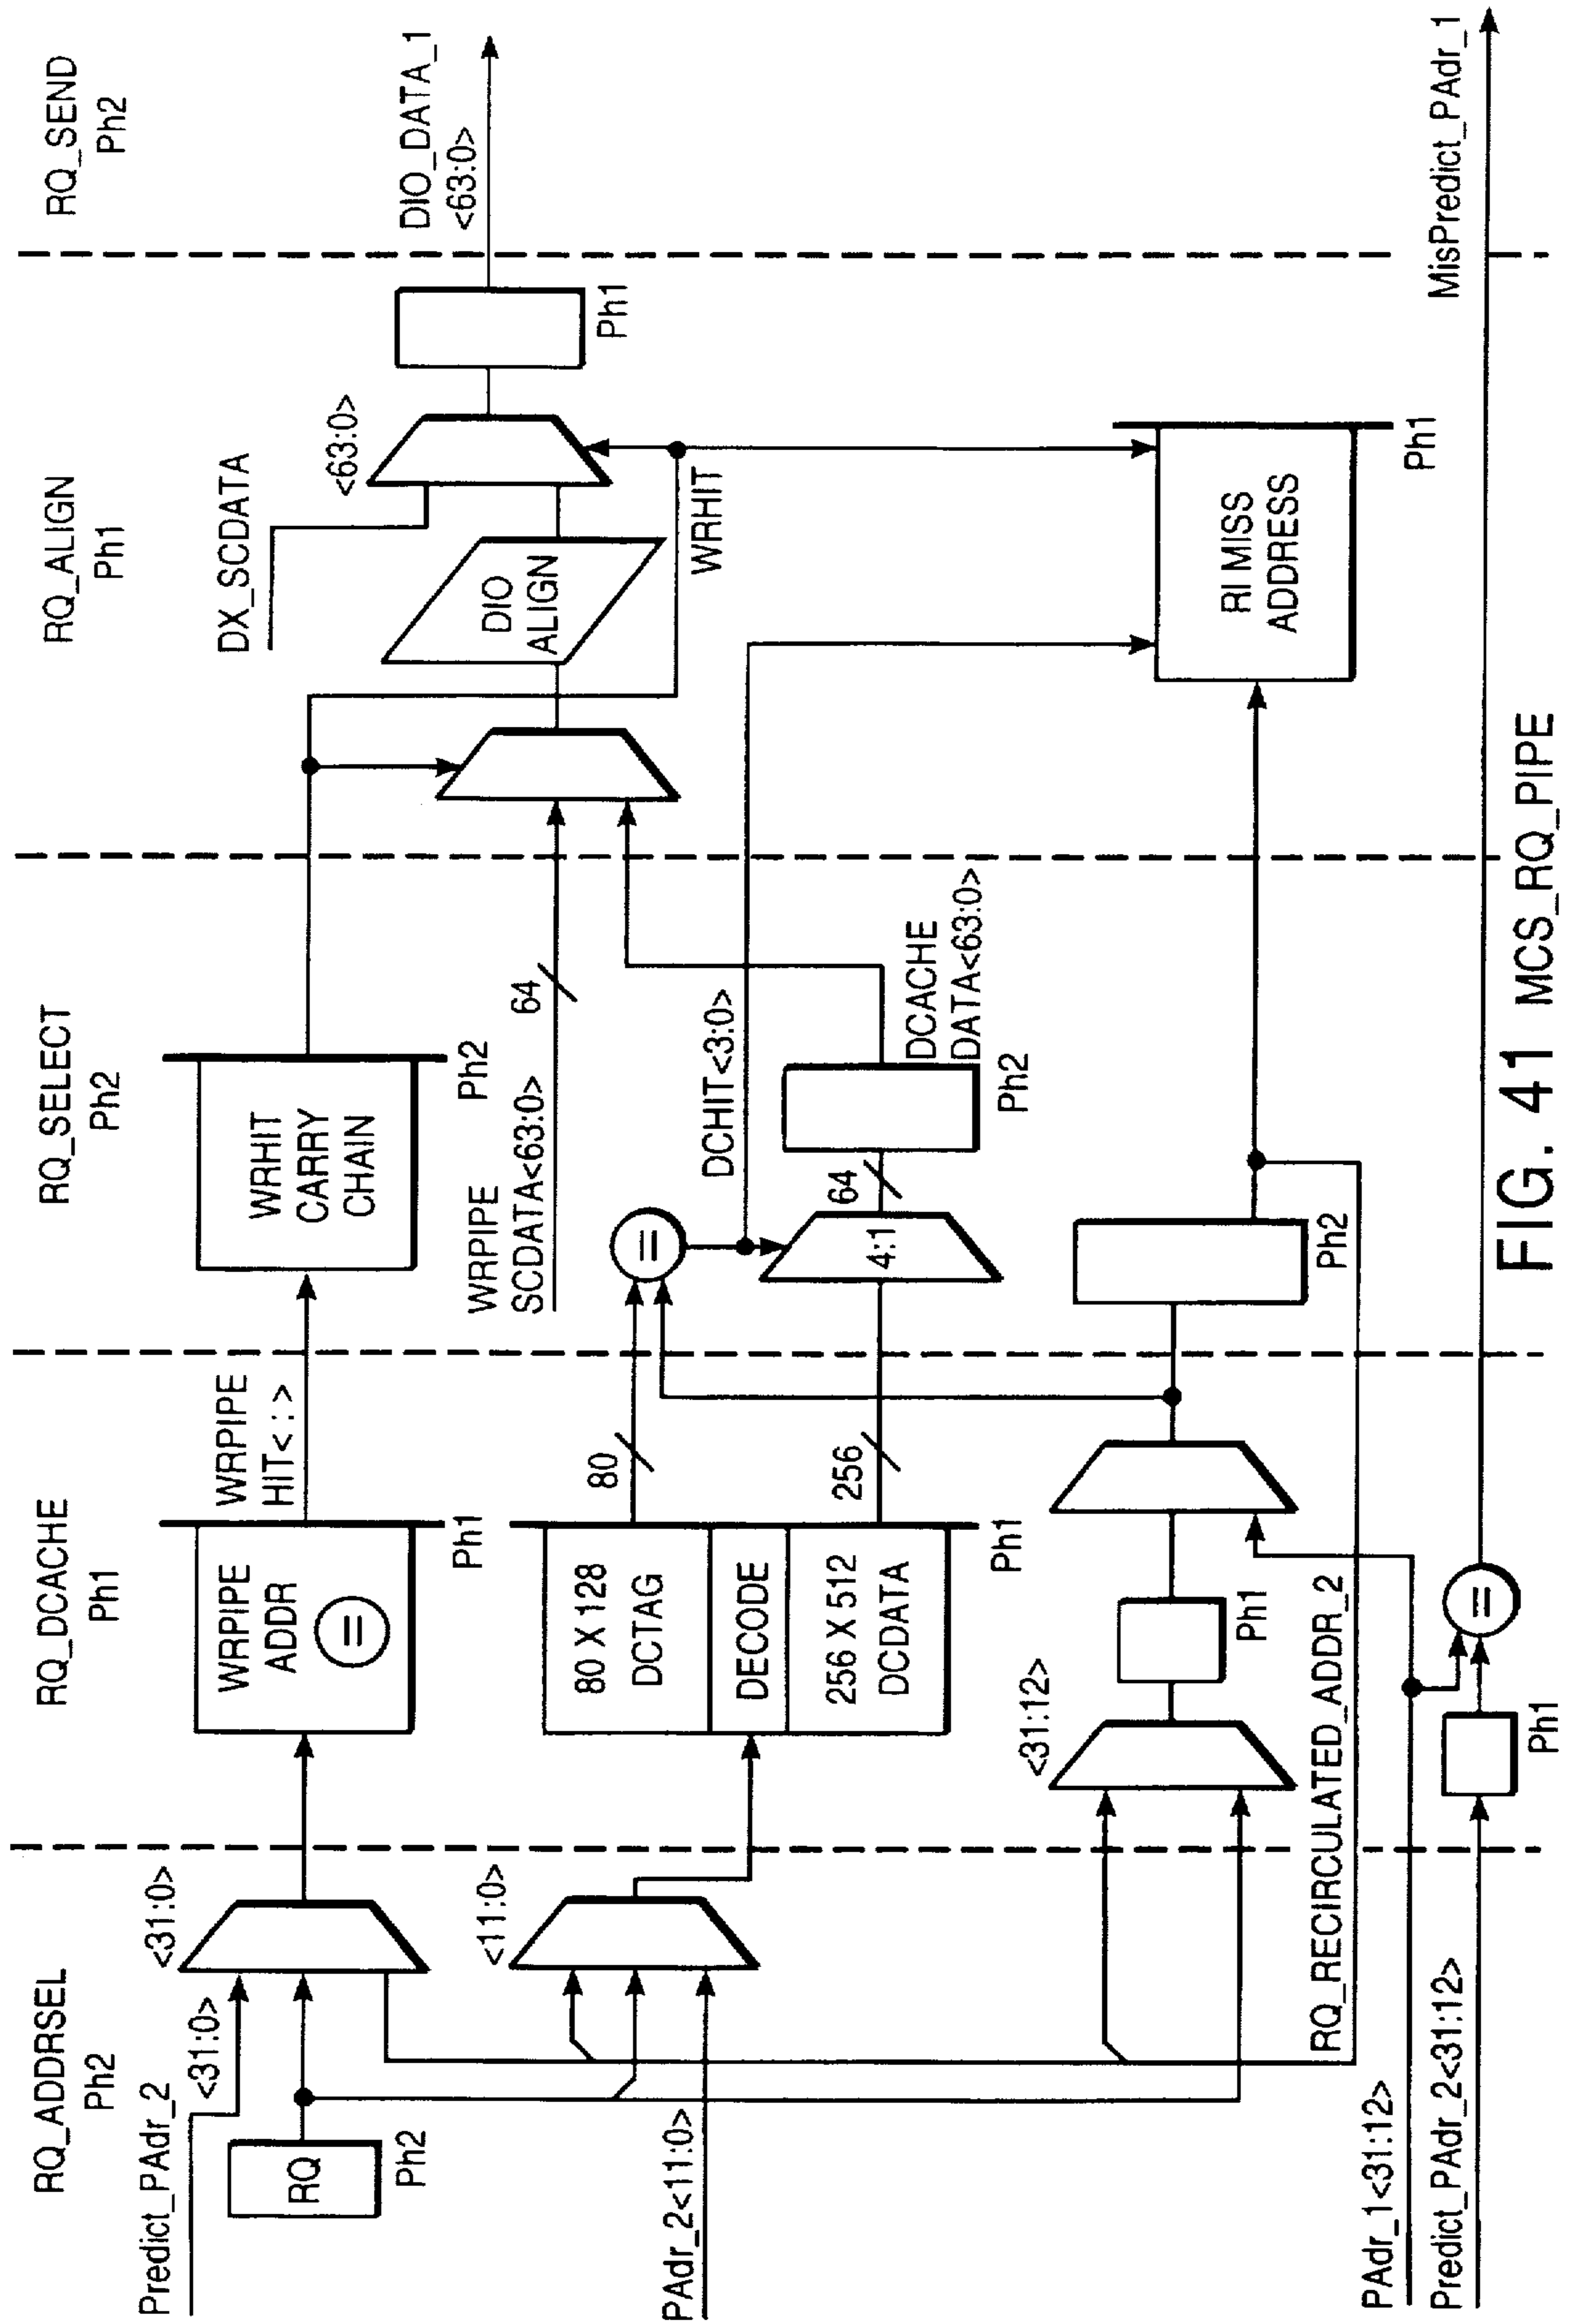 RQ_ADDRSEL
Ph2
RQ_DCACHE
Ph1
RQ_SELECT
Ph2
RQ_ALIGN
Ph1
RQ_SEND
Ph2
Predict_PAdr_2
<31:0>
<31:0>
RQ
Ph2
WRPIPE
ADDR
=
Ph1
WRPIPE
HIT< : >
WRHIT
CARRY
CHAIN
Ph2
<11:0>
PAdr_2<11:0>
80 X 128
DCTAG
DECODE
256 X 512
DCDATA
Ph1
80
256
WRPIPE
SCDATA<63:0>
64
=
DCHIT<3:0>
4:1
64
Ph2
DCACHE
DATA<63:0>
DX_SCDATA
DIO
ALIGN
<63:0>
WRHIT
Ph1
DIO_DATA_1
<63:0>
<31:12>
Ph1
Ph2
RI MISS
ADDRESS
Ph1
RQ_RECIRCULATED_ADDR_2
PAdr_1<31:12>
Predict_PAdr_2<31:12>
Ph1
=
MisPredict_PAdr_1
FIG. 41 MCS_RQ_PIPE